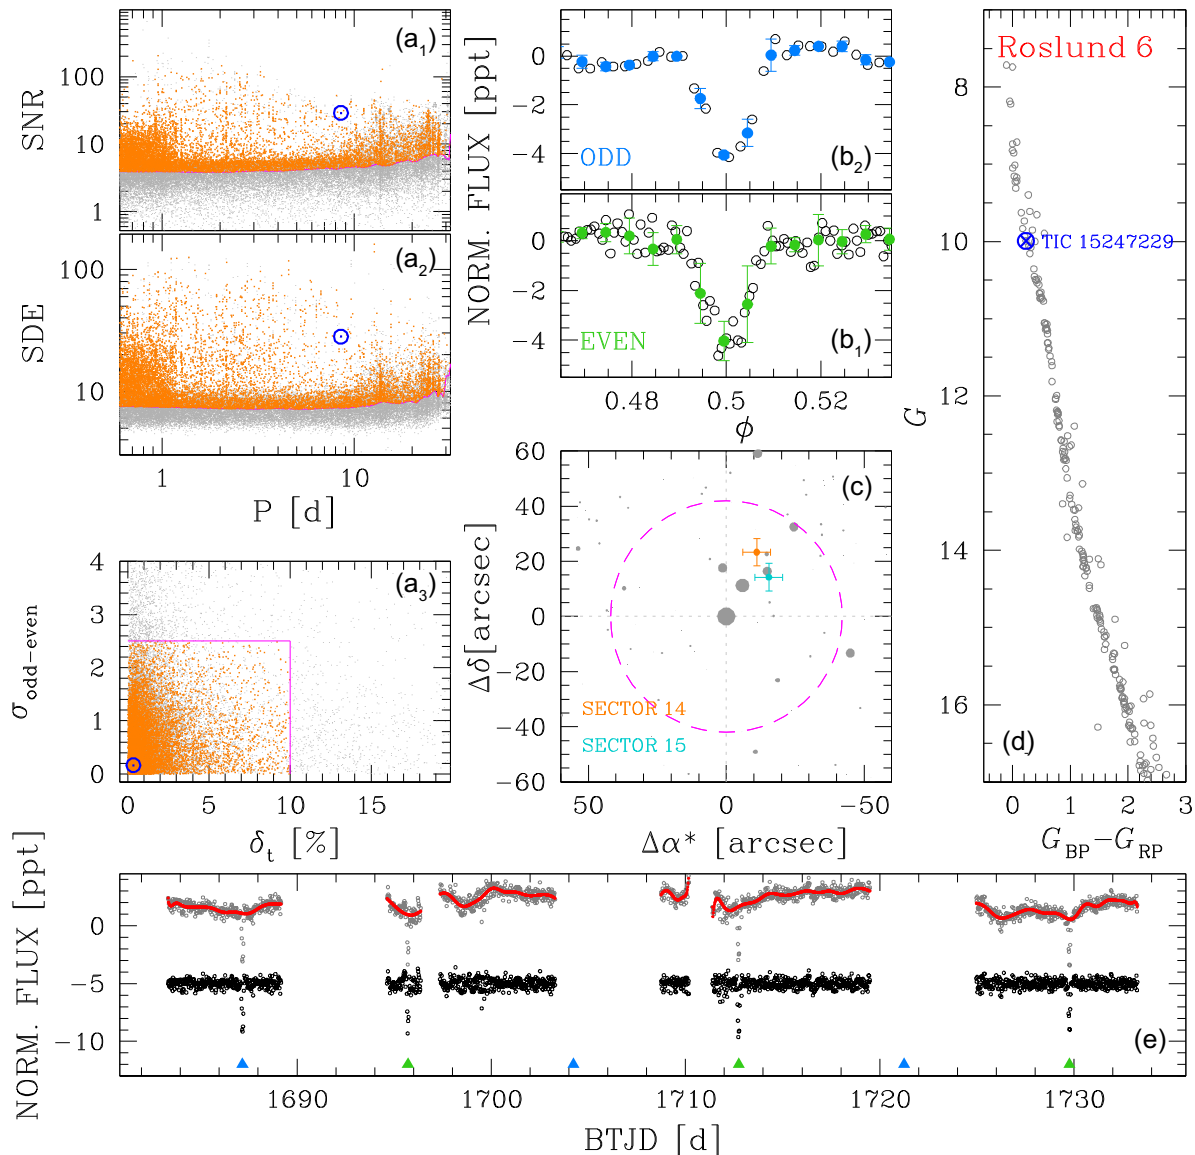 (a1)
SNR
100
10
1
(a2)
SDE
100
10
1
10
P [d]
(a3)
σodd−even
4
3
2
1
0
0
5
10
15
δt [%]
NORM. FLUX [ppt]
0
−2
−4
ODD
(b2)
0
−2
−4
EVEN
(b1)
0.48
0.5
0.52
ϕ
(c)
Δδ[arcsec]
60
40
20
0
−20
−40
−60
SECTOR 14
SECTOR 15
50
0
−50
Δα* [arcsec]
Roslund 6
G
8
10
12
14
16
TIC 15247229
(d)
0
1
2
3
GBP−GRP
NORM. FLUX [ppt]
0
−5
−10
(e)
1690
1700
1710
1720
1730
BTJD [d]